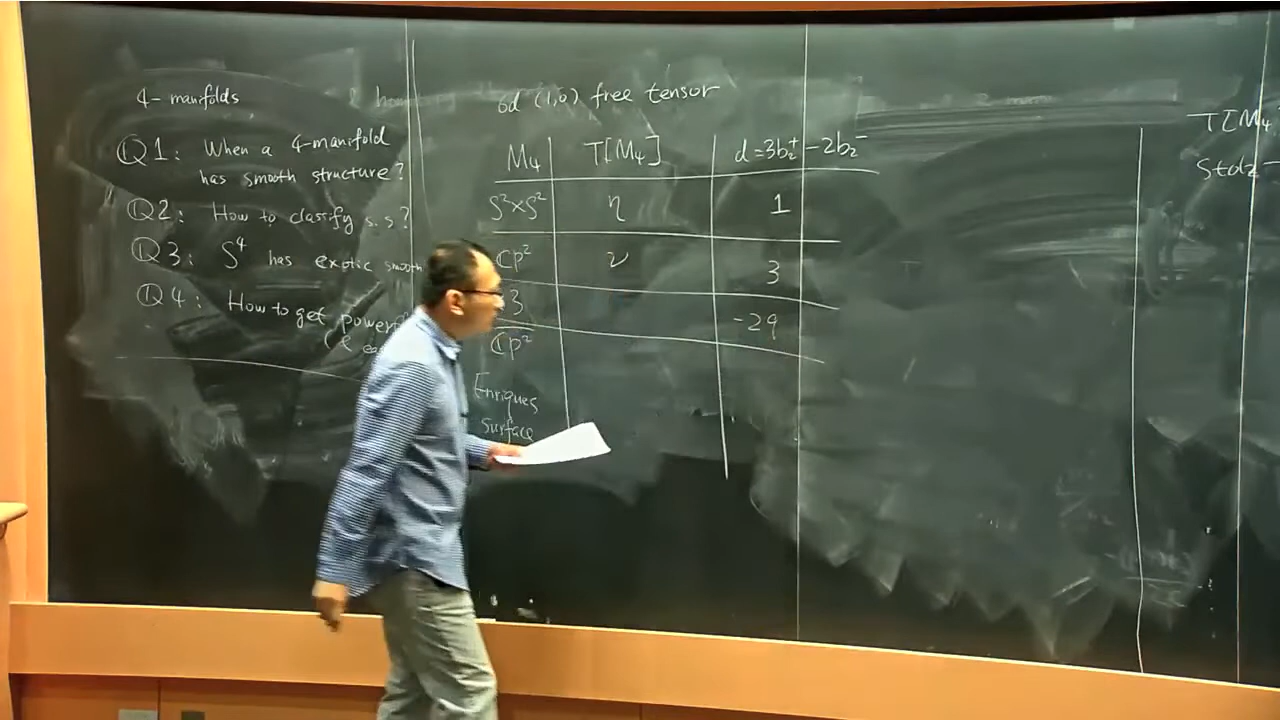 4-manifolds
Q1: When a 4-manifold
has smooth structure?
Q2: How to classify s.s?
Q3: S⁴ has exotic smooth
Q4: How to get
6d (1,0) free tensor
M₄ T[M₄] d=3b₂⁺-2b₂⁻
S²×S² η 1
CP² ν 3
3 -29
CP²
Enriques
surface
T[M₄
Stolz-